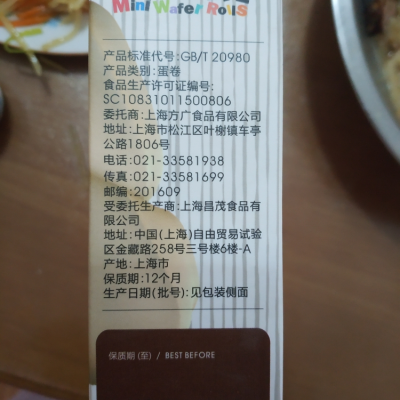 Mini Wafer Rolls
产品标准代号:GB/T 20980
产品类别:蛋卷
食品生产许可证编号:
SC10831011500806
委托商:上海方广食品有限公司
地址:上海市松江区叶榭镇车亭
公路1806号
电话:021-33581938
传真:021-33581699
邮编:201609
受委托生产商:上海昌茂食品有
限公司
地址:中国(上海)自由贸易试验
区金藏路258号三号楼6楼-A
产地:上海市
保质期:12个月
生产日期(批号):见包装侧面
保质期(至) / BEST BEFORE